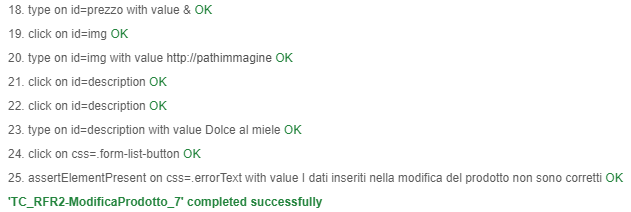 18. type on id=prezzo with value & OK
19. click on id=img OK
20. type on id=img with value http://pathimmagine OK
21. click on id=description OK
22. click on id=description OK
23. type on id=description with value Dolce al miele OK
24. click on css=.form-list-button OK
25. assertElementPresent on css=.errorText with value I dati inseriti nella modifica del prodotto non sono corretti OK
'TC_RFR2-ModificaProdotto_7' completed successfully